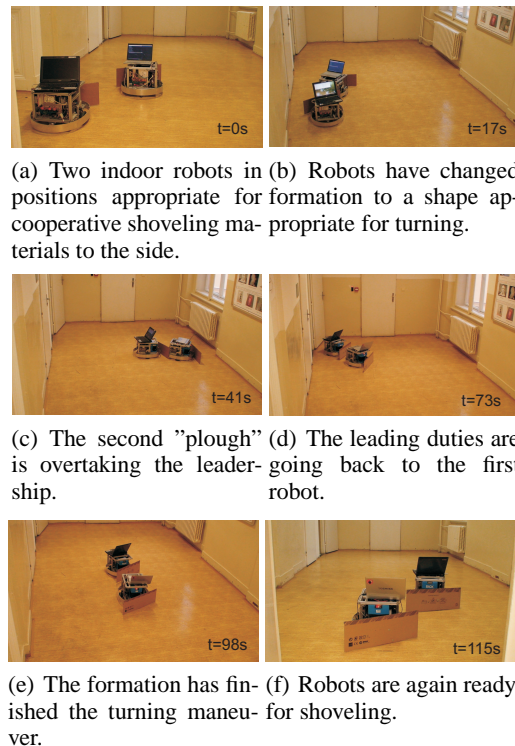 t=0s
t=17s
(a) Two indoor robots in
positions appropriate for
cooperative shoveling ma-
terials to the side.
(b) Robots have changed
formation to a shape ap-
propriate for turning.
t=41s
t=73s
(c) The second ”plough”
is overtaking the leader-
ship.
(d) The leading duties are
going back to the first
robot.
t=98s
t=115s
(e) The formation has fin-
ished the turning maneu-
ver.
(f) Robots are again ready
for shoveling.